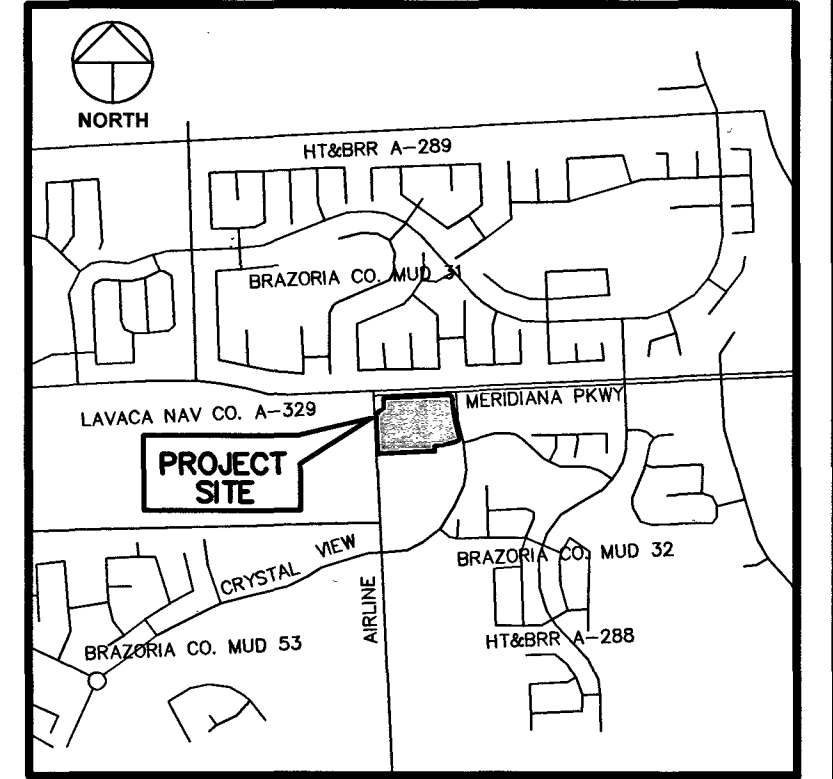 NORTH
HT&BRR A-289
BRAZORIA CO. MUD 31
LAVACA NAV CO. A-329
MERIDIANA PKWY
PROJECT
SITE
CRYSTAL VIEW
AIRLINE
BRAZORIA CO. MUD 32
HT&BRR A-288
BRAZORIA CO. MUD 53